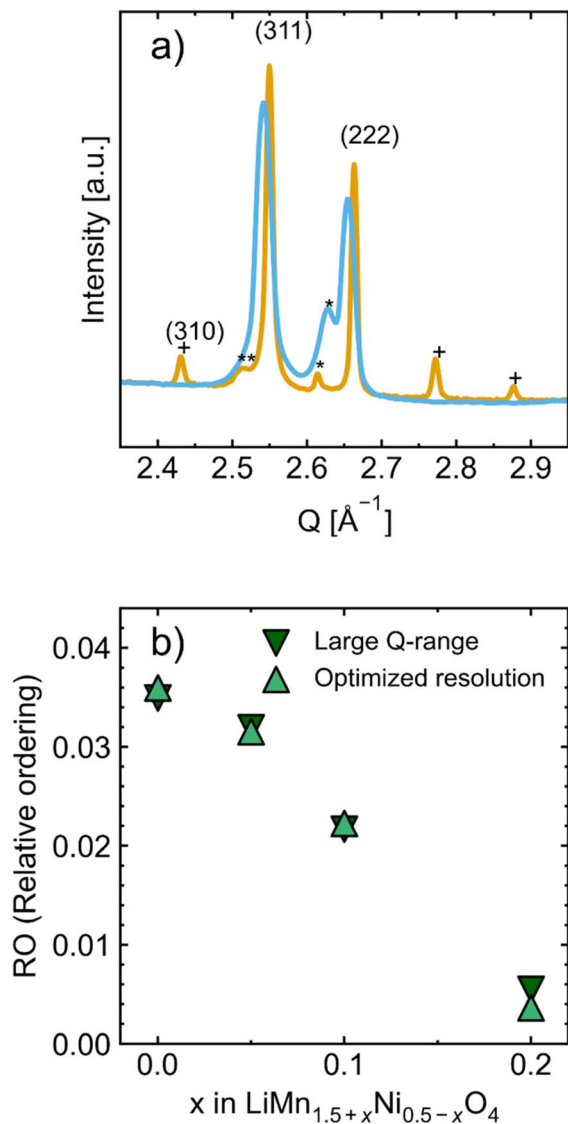 a)
(311)
(222)
(310)
+
**
*
*
+
+
Intensity [a.u.]
2.4 2.5 2.6 2.7 2.8 2.9
Q [Å⁻¹]
b)
Large Q-range
Optimized resolution
RO (Relative ordering)
0.04
0.03
0.02
0.01
0.00
0.0 0.1 0.2
x in LiMn₁.₅₊ₓNi₀.₅₋ₓO₄